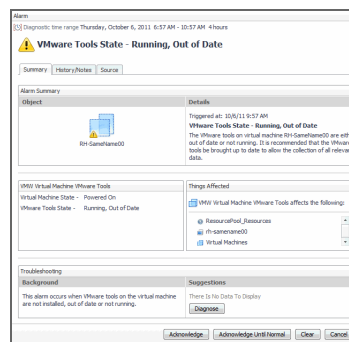 Alarm
Diagnostic time range Thursday, October 6, 2011 6:57 AM - 10:57 AM 4 hours
VMware Tools State - Running, Out of Date
Summary History/Notes Source
Alarm Summary
Object
RH-SameName00
Details
Triggered at: 10/6/11 9:57 AM
VMware Tools State - Running, Out of Date
The VMware tools on virtual machine RH-SameName00 are eith
out of date or not running. It is recommended that the VMware
tools be brought up to date to allow the collection of all relevan
data.
VMW Virtual Machine VMware Tools
Virtual Machine State - Powered On
VMware Tools State - Running, Out of Date
Things Affected
VMW Virtual Machine VMware Tools affects the following:
ResourcePool_Resources
rh-samename00
Virtual Machines
Troubleshooting
Background
This alarm occurs when VMware tools on the virtual machine
are not installed, out of date or not running.
Suggestions
There Is No Data To Display
Diagnose
Acknowledge Acknowledge Until Normal Clear Cancel